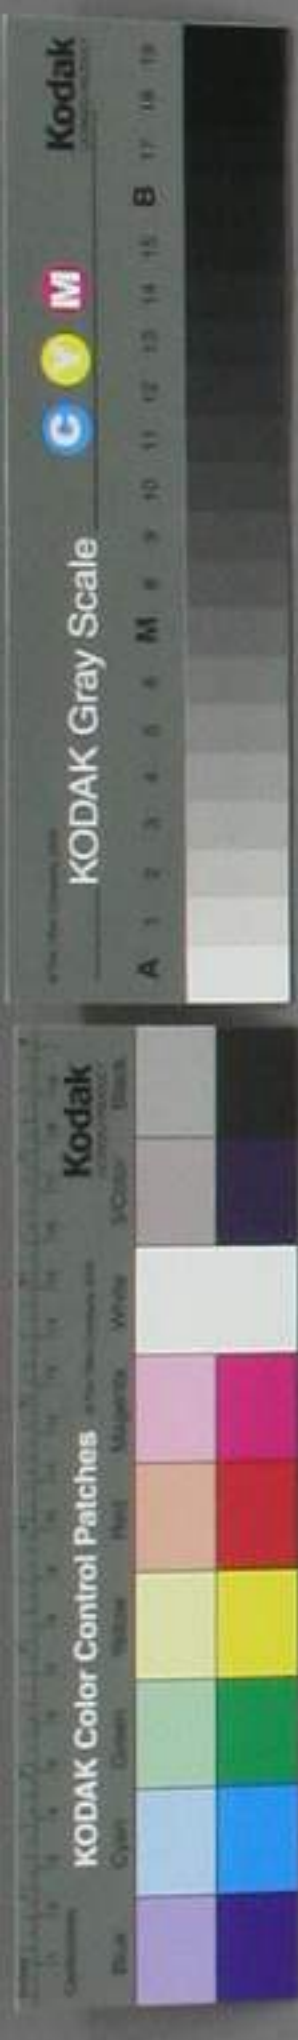 KODAK Gray Scale
C Y M
Kodak
A 1 2 3 4 5 6 M 8 9 10 11 12 13 14 15 B 17 18 19
KODAK Color Control Patches
Kodak
Blue Cyan Green Yellow Red Magenta White 3/Color Black